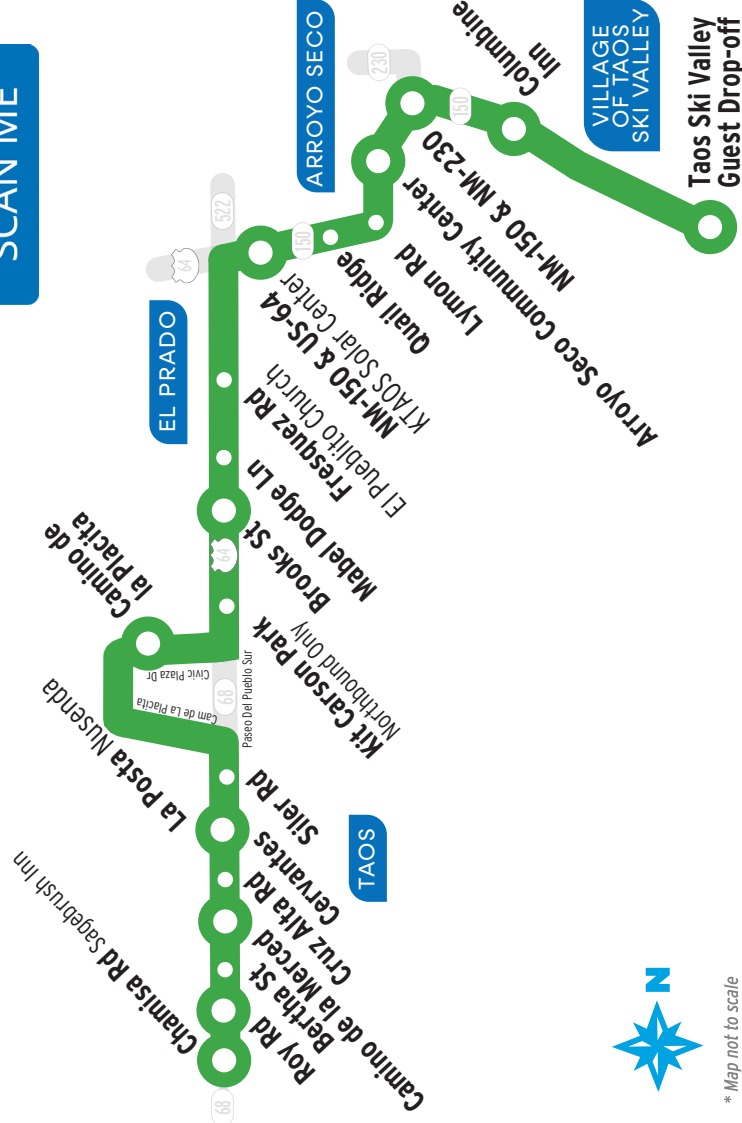 SCAN ME
ARROYO SECO
230
Columbine
Inn
VILLAGE
OF TAOS
SKI VALLEY
Taos Ski Valley
Guest Drop-off
150
NM-150 & NM-230
Arroyo Seco Community Center
Lymon Rd
Quail Ridge
150
522
64
NM-150 & US-64
KTAOS Solar Center
EL PRADO
Fresquez Rd
El Pueblito Church
Mabel Dodge Ln
Brooks St
64
Kit Carson Park
Northbound Only
Camino de
la Placita
Civic Plaza Dr
Cam de La Placita
68
Paseo Del Pueblo Sur
La Posta Nusenda
Siler Rd
TAOS
Cervantes
Cruz Alta Rd
Camino de la Merced
Bertha St
Roy Rd
Chamisa Rd Sagebrush Inn
68
N
* Map not to scale